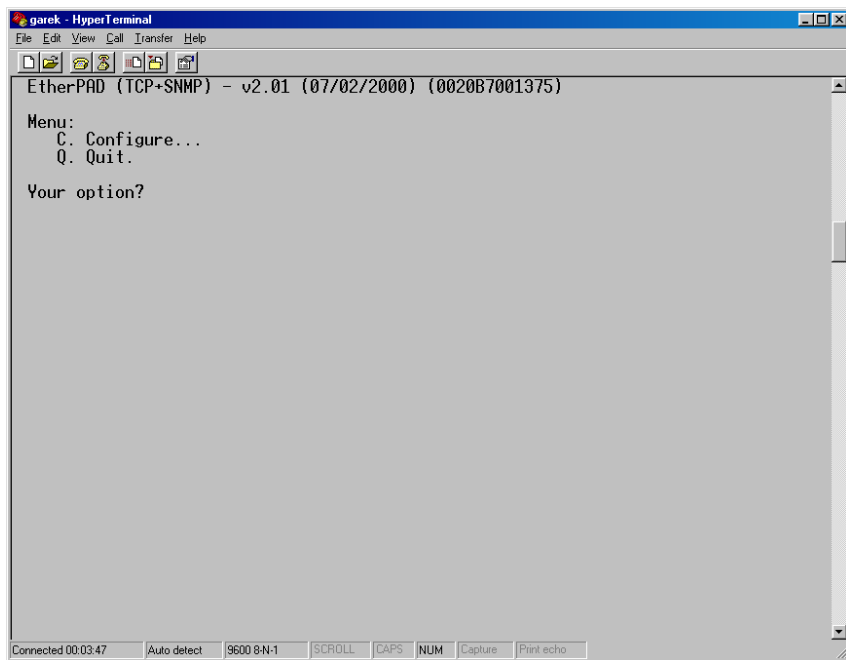 garek - HyperTerminal
File Edit View Call Transfer Help
EtherPAD (TCP+SNMP) - v2.01 (07/02/2000) (0020B7001375)
Menu:
C. Configure...
Q. Quit.
Your option?
Connected 00:03:47 Auto detect 9600 8-N-1 SCROLL CAPS NUM Capture Print echo